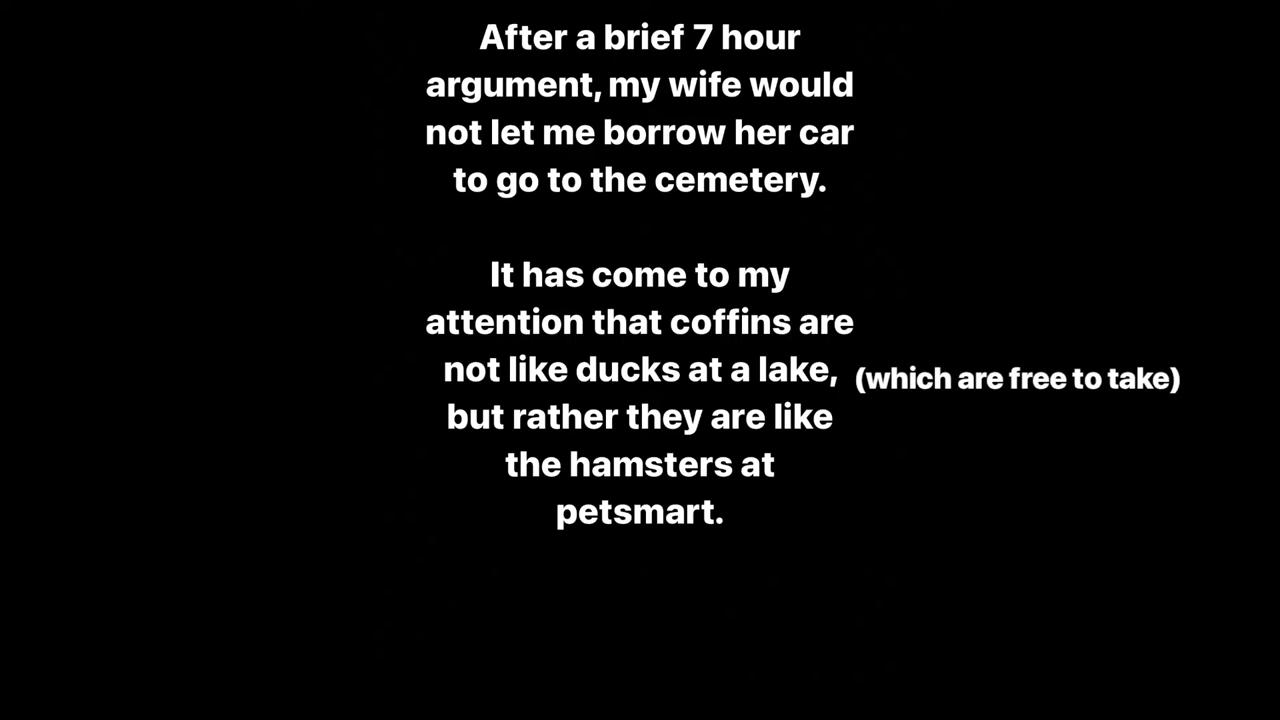 After a brief 7 hour
argument, my wife would
not let me borrow her car
to go to the cemetery.
It has come to my
attention that coffins are
not like ducks at a lake,
(which are free to take)
but rather they are like
the hamsters at
petsmart.